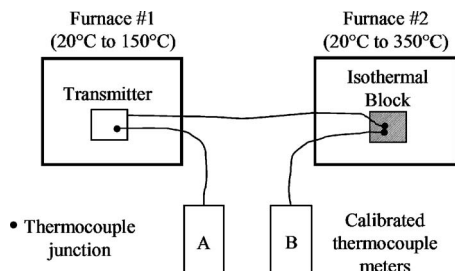 Furnace #1
(20°C to 150°C)
Furnace #2
(20°C to 350°C)
Transmitter
Isothermal
Block
• Thermocouple
junction
A
B
Calibrated
thermocouple
meters